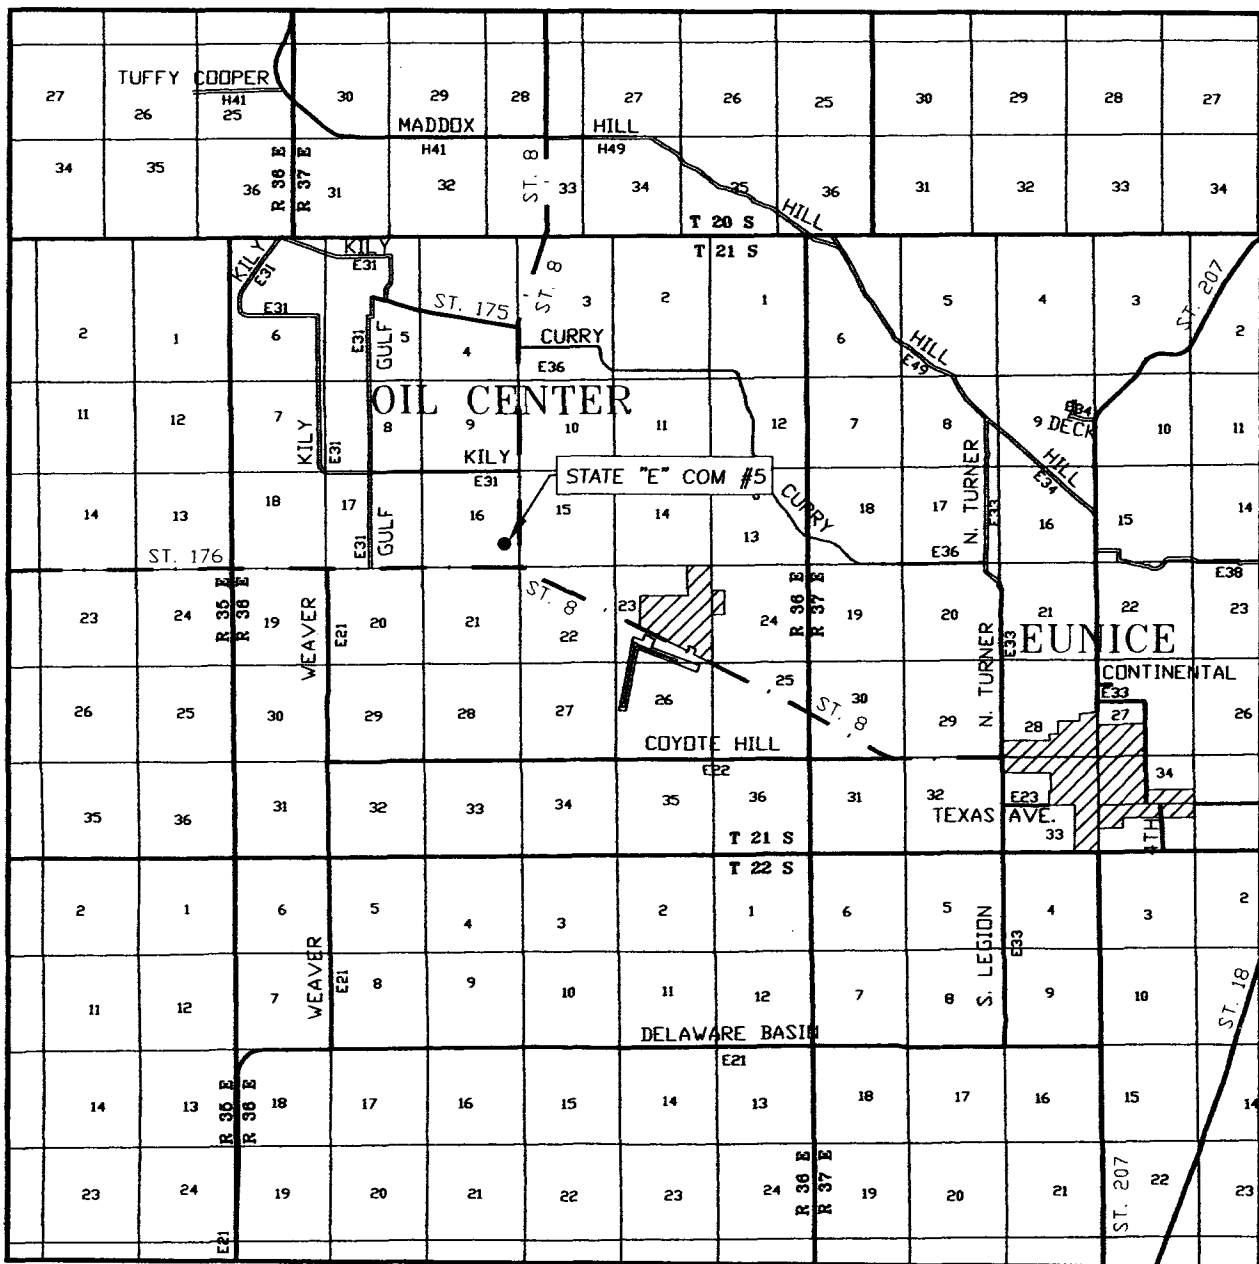 TUFFY COOPER
H41
27 26 25 30 29 28 27 26 25 30 29 28 27
MADDOX HILL
H41 H49
34 35 36 31 32 33 34 35 36 31 32 33 34
R 36 E
R 37 E
ST. 8
HILL
T 20 S
T 21 S
KILY
E31
KILY
E31
E31
ST. 175
ST. 8
ST. 207
2 1 6 5 4 3 2 1 6 5 4 3
E31
GULF
CURRY
E36
HILL
E49
OIL CENTER
11 12 7 8 9 10 11 12 7 8 9 10 11
DECK
KILY
E31
KILY
E31
STATE "E" COM #5
HILL
E34
14 13 18 17 16 15 14 13 18 17 16 15 14
CURRY
N. TURNER
E33
GULF
E31
ST. 176
E36
E38
R 35 E
R 36 E
ST. 8
R 36 E
R 37 E
23 24 19 20 21 22 23 24 19 20 21 22 23
WEAVER
E21
EUNICE
N. TURNER
E33
CONTINENTAL
E33
26 25 30 29 28 27 26 25 30 29 28 27 26
ST. 8
COYOTE HILL
E22
35 36 31 32 33 34 35 36 31 32 33 34
E23
TEXAS AVE.
4TH
T 21 S
T 22 S
2 1 6 5 4 3 2 1 6 5 4 3 2
WEAVER
E21
S. LEGION
E33
11 12 7 8 9 10 11 12 7 8 9 10
ST. 18
DELAWARE BASIN
E21
R 35 E
R 36 E
14 13 18 17 16 15 14 13 18 17 16 15 14
R 36 E
R 37 E
23 24 19 20 21 22 23 24 19 20 21 22 23
E21
ST. 207